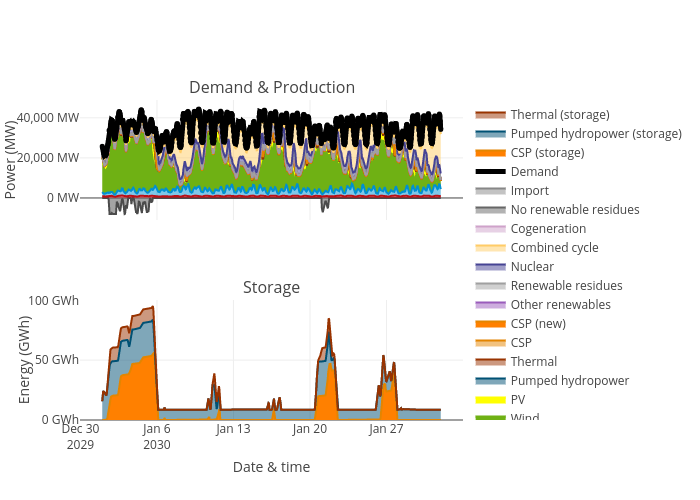 Demand & Production
Power (MW)
40,000 MW
20,000 MW
0 MW
Storage
Energy (GWh)
100 GWh
50 GWh
0 GWh
Dec 30
2029
Jan 6
2030
Jan 13
Jan 20
Jan 27
Date & time
Thermal (storage)
Pumped hydropower (storage)
CSP (storage)
Demand
Import
No renewable residues
Cogeneration
Combined cycle
Nuclear
Renewable residues
Other renewables
CSP (new)
CSP
Thermal
Pumped hydropower
PV
Wind